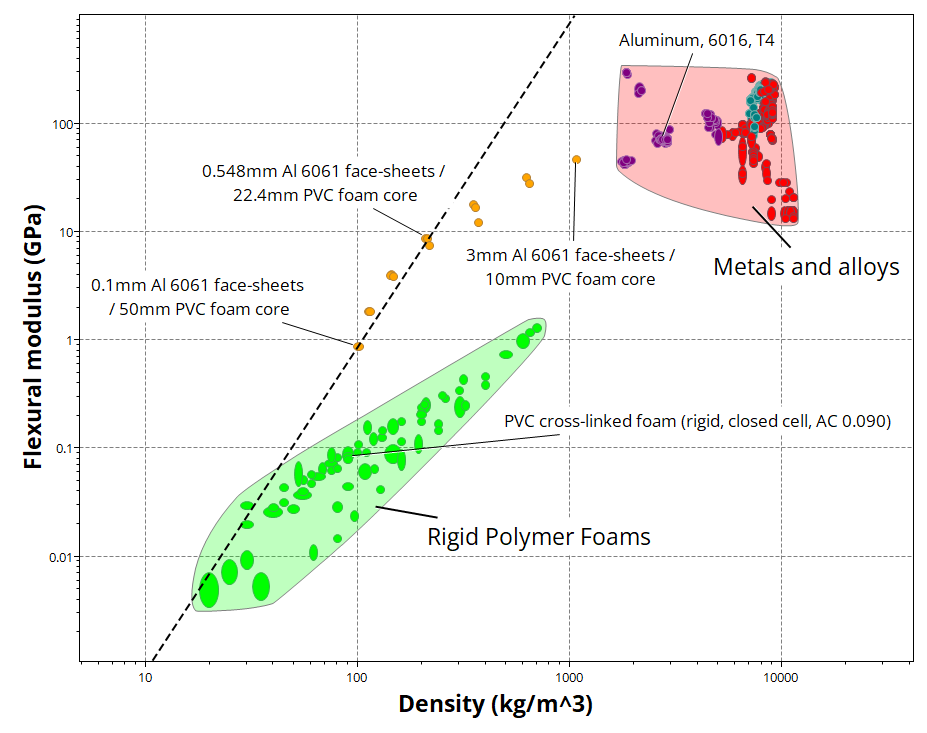 Aluminum, 6016, T4
100
0.548mm Al 6061 face-sheets /
22.4mm PVC foam core
10
3mm Al 6061 face-sheets /
10mm PVC foam core
Metals and alloys
0.1mm Al 6061 face-sheets
/ 50mm PVC foam core
1
PVC cross-linked foam (rigid, closed cell, AC 0.090)
0.1
Rigid Polymer Foams
0.01
Flexural modulus (GPa)
10
100
1000
10000
Density (kg/m^3)